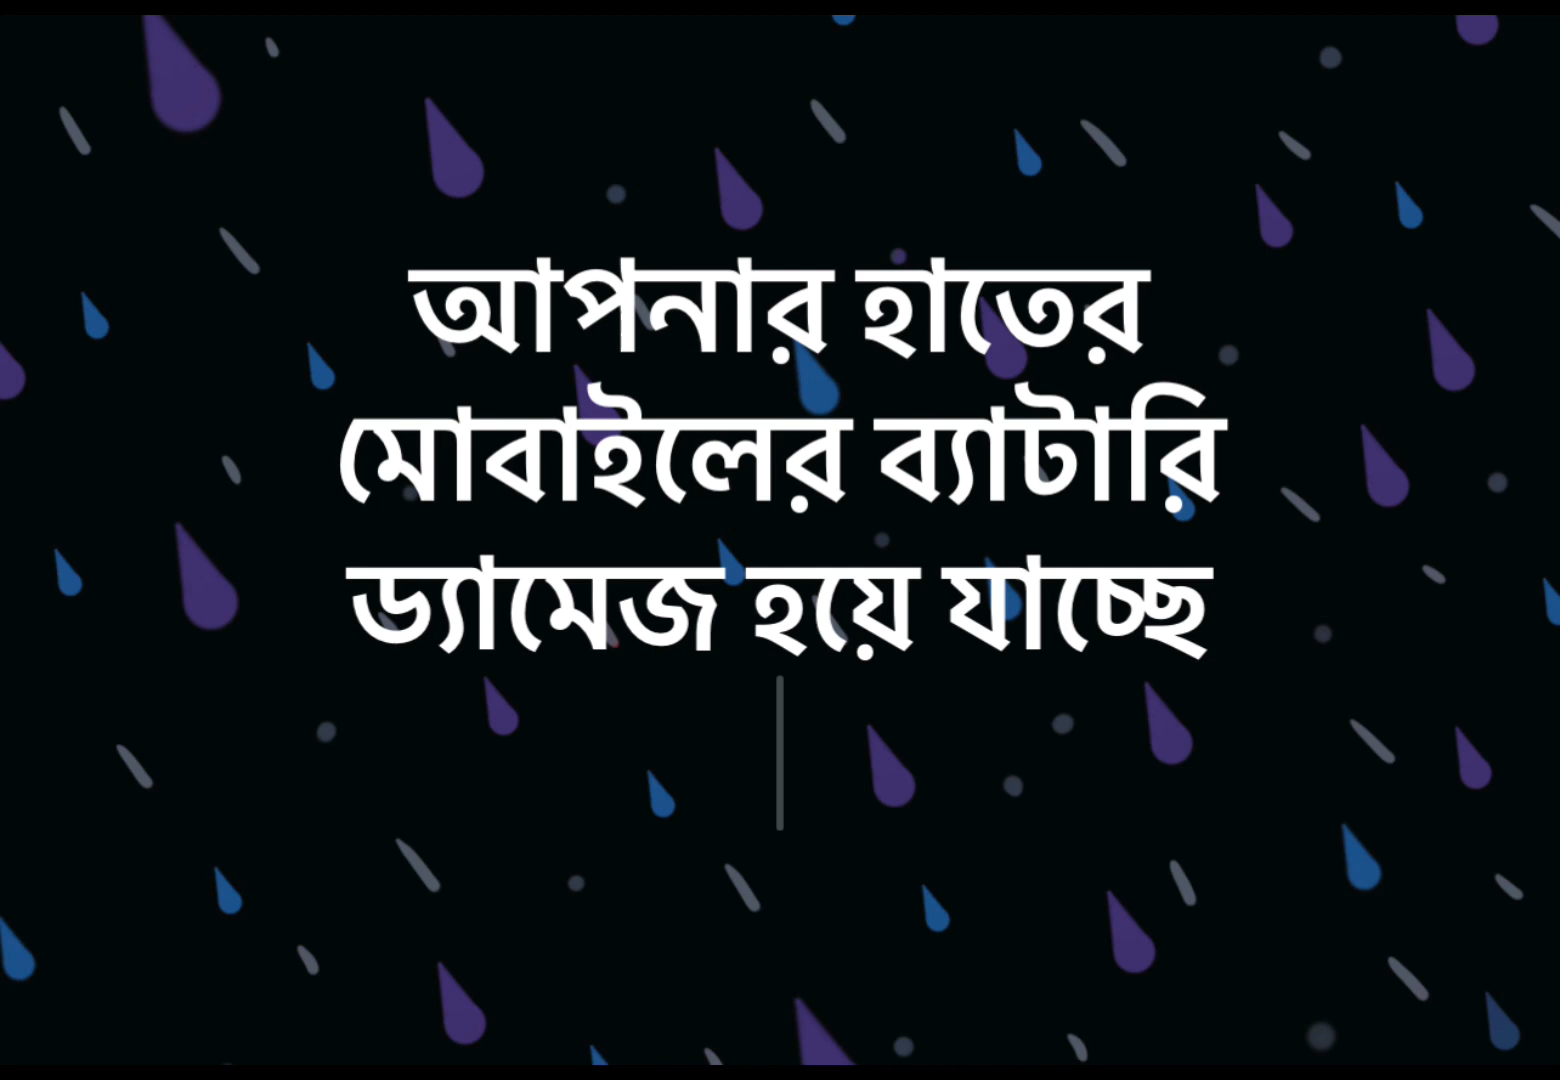 আপনার হাতের
মোবাইলের ব্যাটারি
ড্যামেজ হয়ে যাচ্ছে